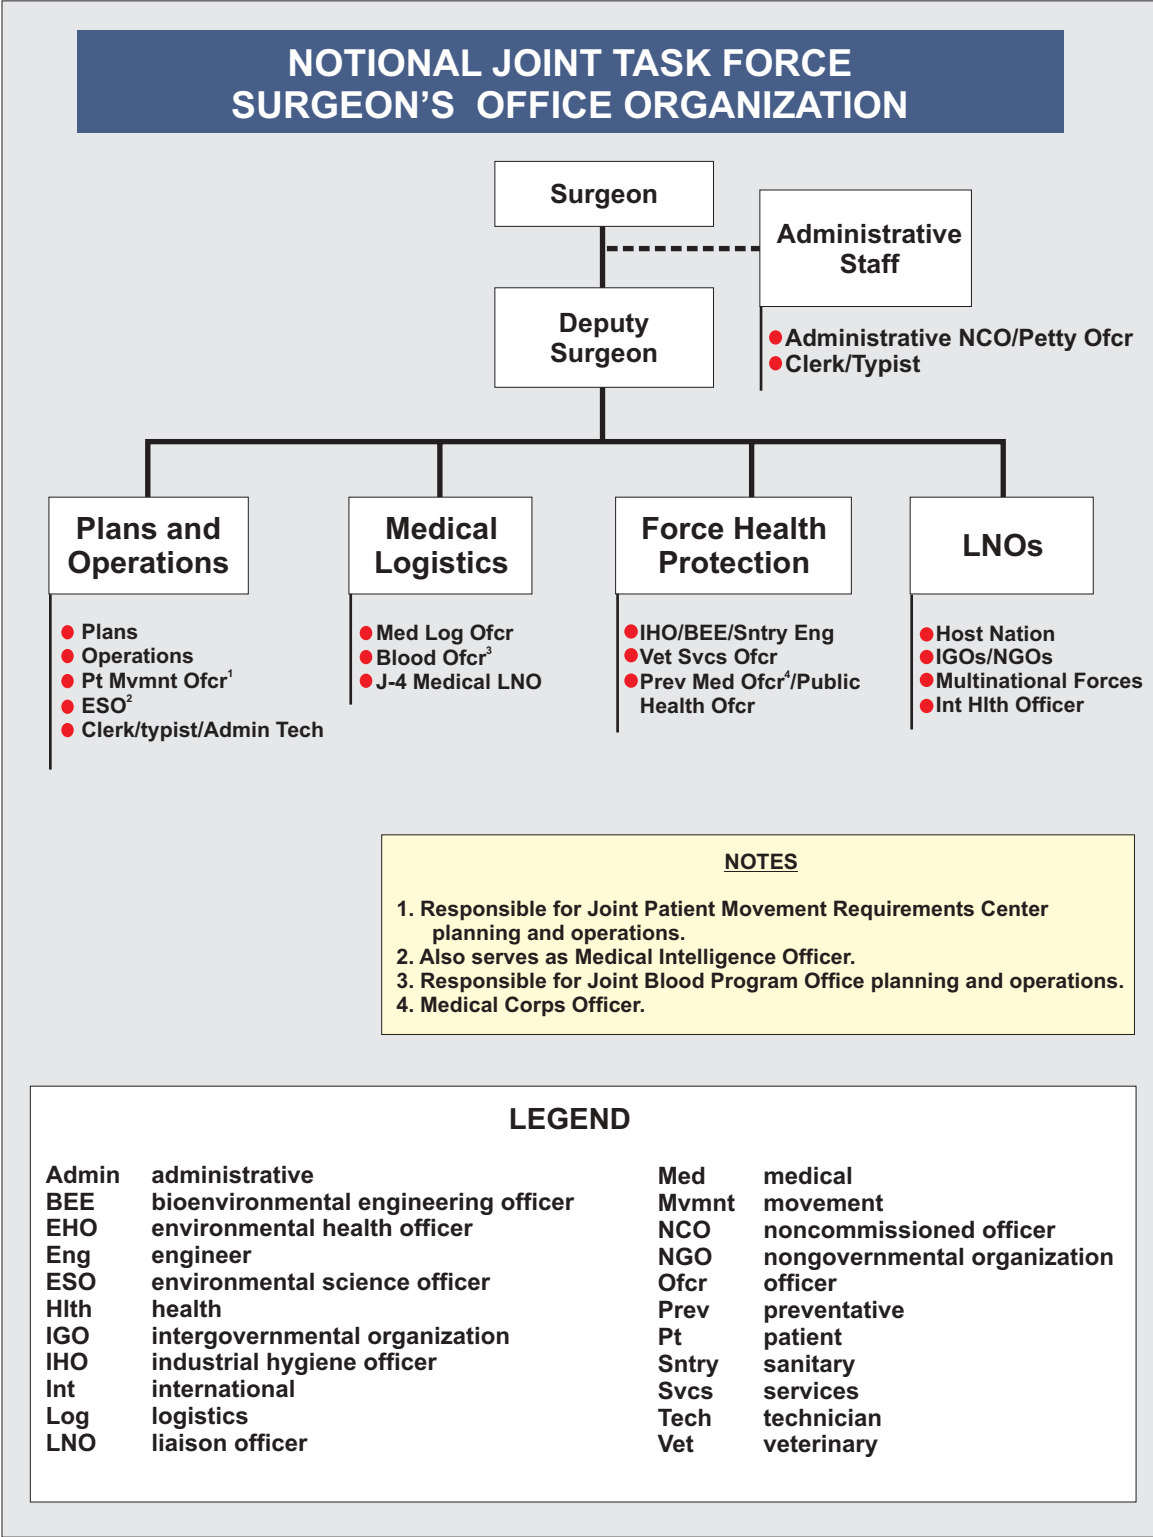 NOTIONAL JOINT TASK FORCE
SURGEON'S OFFICE ORGANIZATION
Surgeon
Administrative
Staff
Administrative NCO/Petty Ofcr
Clerk/Typist
Deputy
Surgeon
Plans and
Operations
Plans
Operations
Pt Mvmnt Ofcr¹
ESO²
Clerk/typist/Admin Tech
Medical
Logistics
Med Log Ofcr
Blood Ofcr³
J-4 Medical LNO
Force Health
Protection
IHO/BEE/Sntry Eng
Vet Svcs Ofcr
Prev Med Ofcr⁴/Public
Health Ofcr
LNOs
Host Nation
IGOs/NGOs
Multinational Forces
Int Hlth Officer
NOTES
1. Responsible for Joint Patient Movement Requirements Center
planning and operations.
2. Also serves as Medical Intelligence Officer.
3. Responsible for Joint Blood Program Office planning and operations.
4. Medical Corps Officer.
LEGEND
Admin administrative
BEE bioenvironmental engineering officer
EHO environmental health officer
Eng engineer
ESO environmental science officer
Hlth health
IGO intergovernmental organization
IHO industrial hygiene officer
Int international
Log logistics
LNO liaison officer
Med medical
Mvmnt movement
NCO noncommissioned officer
NGO nongovernmental organization
Ofcr officer
Prev preventative
Pt patient
Sntry sanitary
Svcs services
Tech technician
Vet veterinary